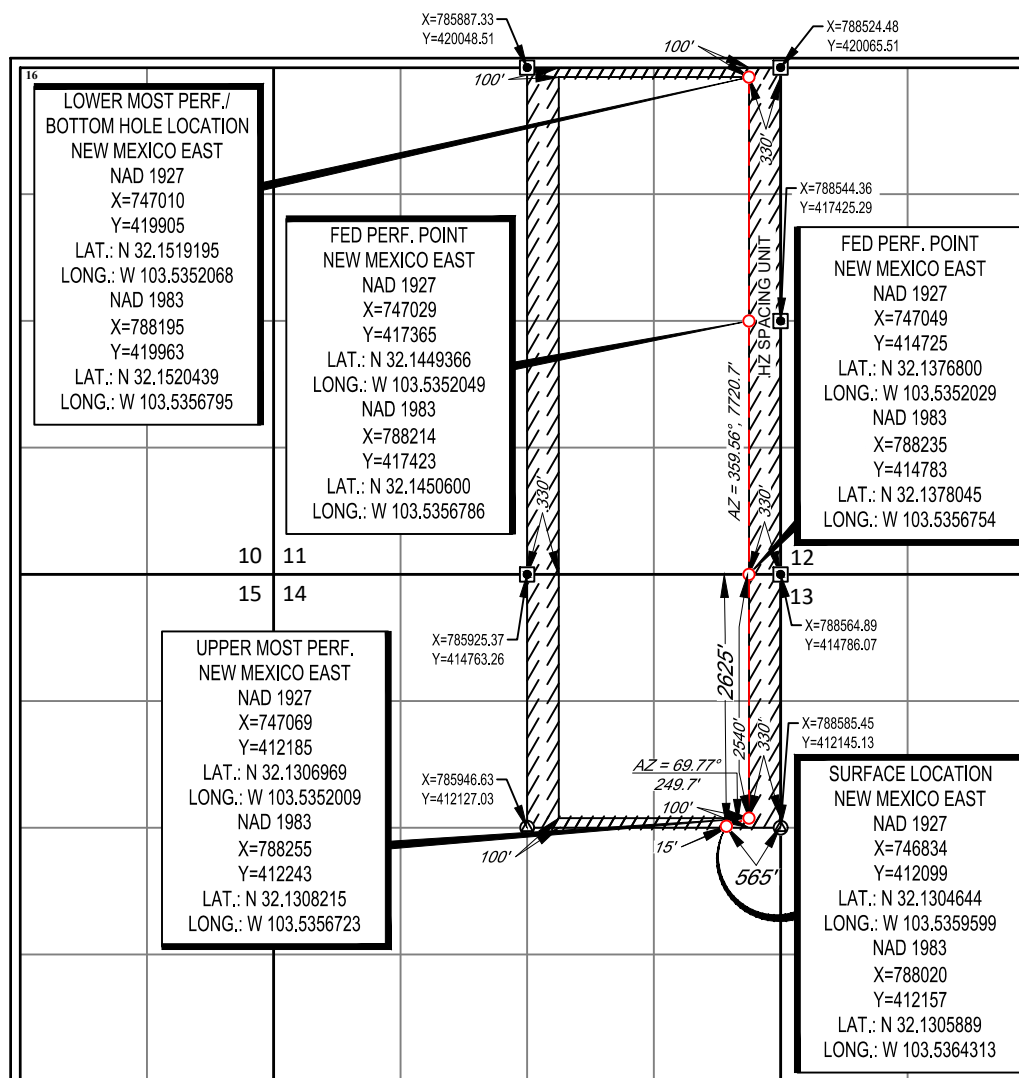 X=785887.33
Y=420048.51
X=788524.48
Y=420065.51
100'
16
100'
LOWER MOST PERF./
BOTTOM HOLE LOCATION
NEW MEXICO EAST
NAD 1927
X=747010
Y=419905
LAT.: N 32.1519195
LONG.: W 103.5352068
NAD 1983
X=788195
Y=419963
LAT.: N 32.1520439
LONG.: W 103.5356795
330'
X=788544.36
Y=417425.29
FED PERF. POINT
NEW MEXICO EAST
NAD 1927
X=747029
Y=417365
LAT.: N 32.1449366
LONG.: W 103.5352049
NAD 1983
X=788214
Y=417423
LAT.: N 32.1450600
LONG.: W 103.5356786
HZ SPACING UNIT
FED PERF. POINT
NEW MEXICO EAST
NAD 1927
X=747049
Y=414725
LAT.: N 32.1376800
LONG.: W 103.5352029
NAD 1983
X=788235
Y=414783
LAT.: N 32.1378045
LONG.: W 103.5356754
AZ = 359.56°, 7720.7'
330'
330'
10 11
12
15 14
13
X=785925.37
Y=414763.26
X=788564.89
Y=414786.07
UPPER MOST PERF.
NEW MEXICO EAST
NAD 1927
X=747069
Y=412185
LAT.: N 32.1306969
LONG.: W 103.5352009
NAD 1983
X=788255
Y=412243
LAT.: N 32.1308215
LONG.: W 103.5356723
2625'
2540'
330'
X=788585.45
Y=412145.13
X=785946.63
Y=412127.03
AZ = 69.77°
249.7'
100'
100'
15'
565'
SURFACE LOCATION
NEW MEXICO EAST
NAD 1927
X=746834
Y=412099
LAT.: N 32.1304644
LONG.: W 103.5359599
NAD 1983
X=788020
Y=412157
LAT.: N 32.1305889
LONG.: W 103.5364313